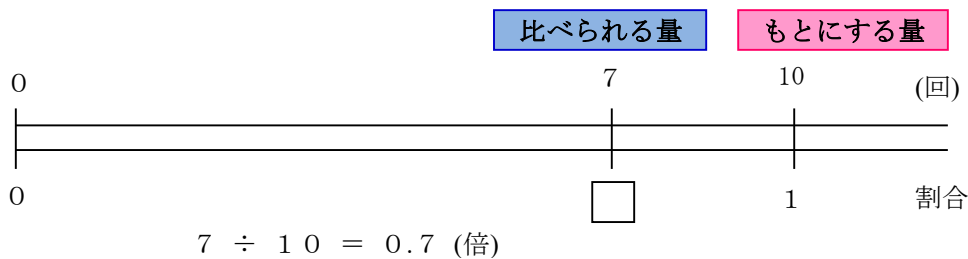 比べられる量 もとにする量
０ 7 10 (回)
０ 1 割合
７ ÷ １０ ＝ ０.７ (倍)